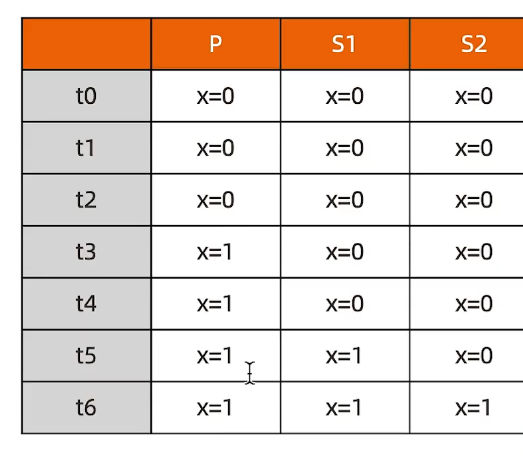 P S1 S2
t0 x=0 x=0 x=0
t1 x=0 x=0 x=0
t2 x=0 x=0 x=0
t3 x=1 x=0 x=0
t4 x=1 x=0 x=0
t5 x=1 x=1 x=0
t6 x=1 x=1 x=1